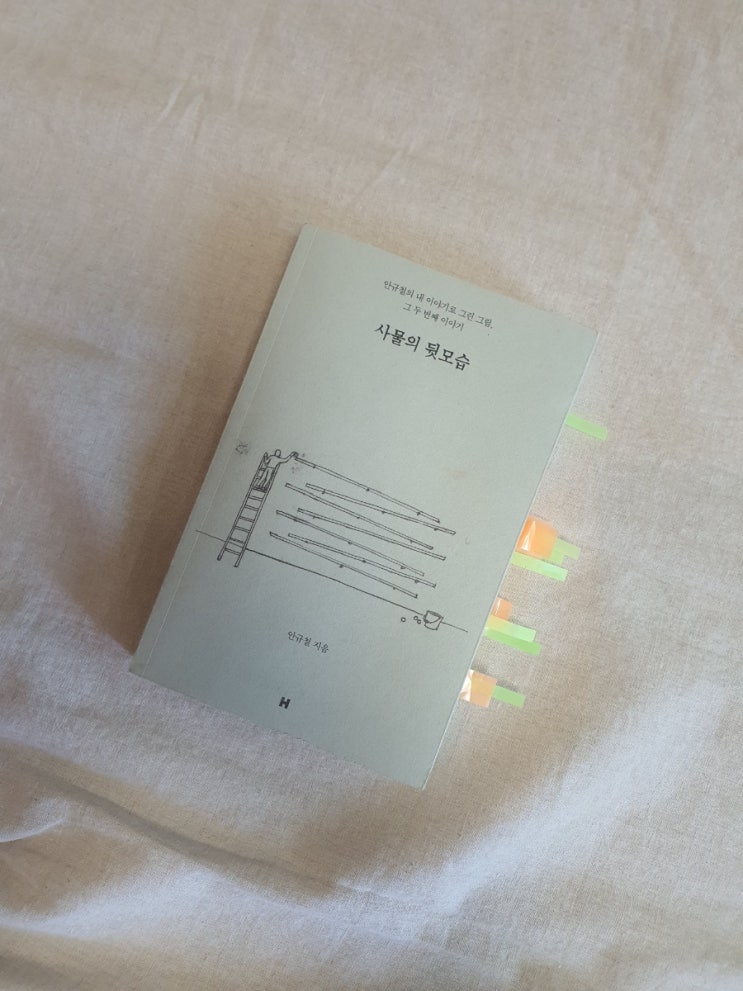 안규철의 내 이야기로 그린 그림,
그 두 번째 이야기
사물의 뒷모습
안규철 지음
H